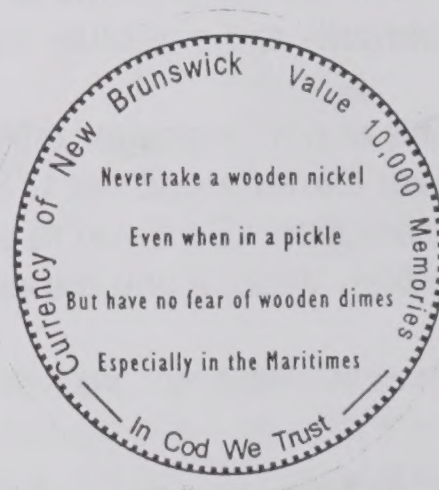 Currency of New Brunswick Value 10,000 Memories
Never take a wooden nickel
Even when in a pickle
But have no fear of wooden dimes
Especially in the Maritimes
In Cod We Trust